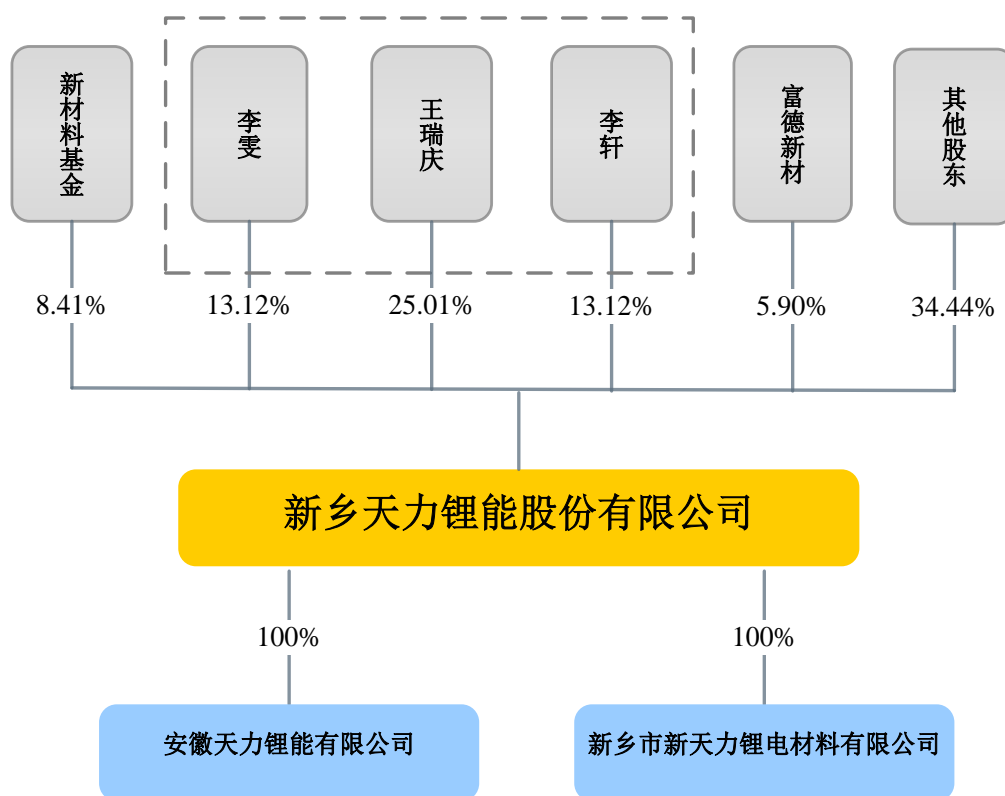 新材料基金
李雯
王瑞庆
李轩
富德新材
其他股东
8.41%
13.12%
25.01%
13.12%
5.90%
34.44%
新乡天力锂能股份有限公司
100%
100%
安徽天力锂能有限公司
新乡市新天力锂电材料有限公司